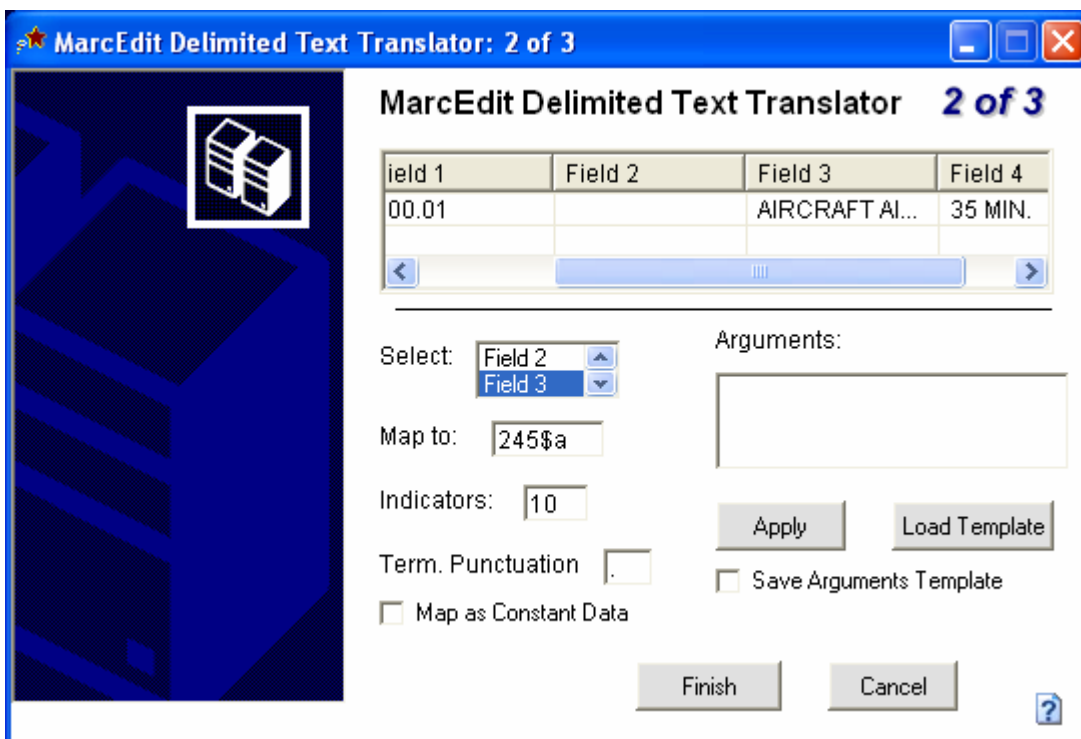 MarcEdit Delimited Text Translator: 2 of 3
MarcEdit Delimited Text Translator 2 of 3
ield 1 Field 2 Field 3 Field 4
00.01 AIRCRAFT AI... 35 MIN.
Select: Field 2
Field 3
Arguments:
Map to: 245$a
Indicators: 10
Apply Load Template
Term. Punctuation .
Save Arguments Template
Map as Constant Data
Finish Cancel
?